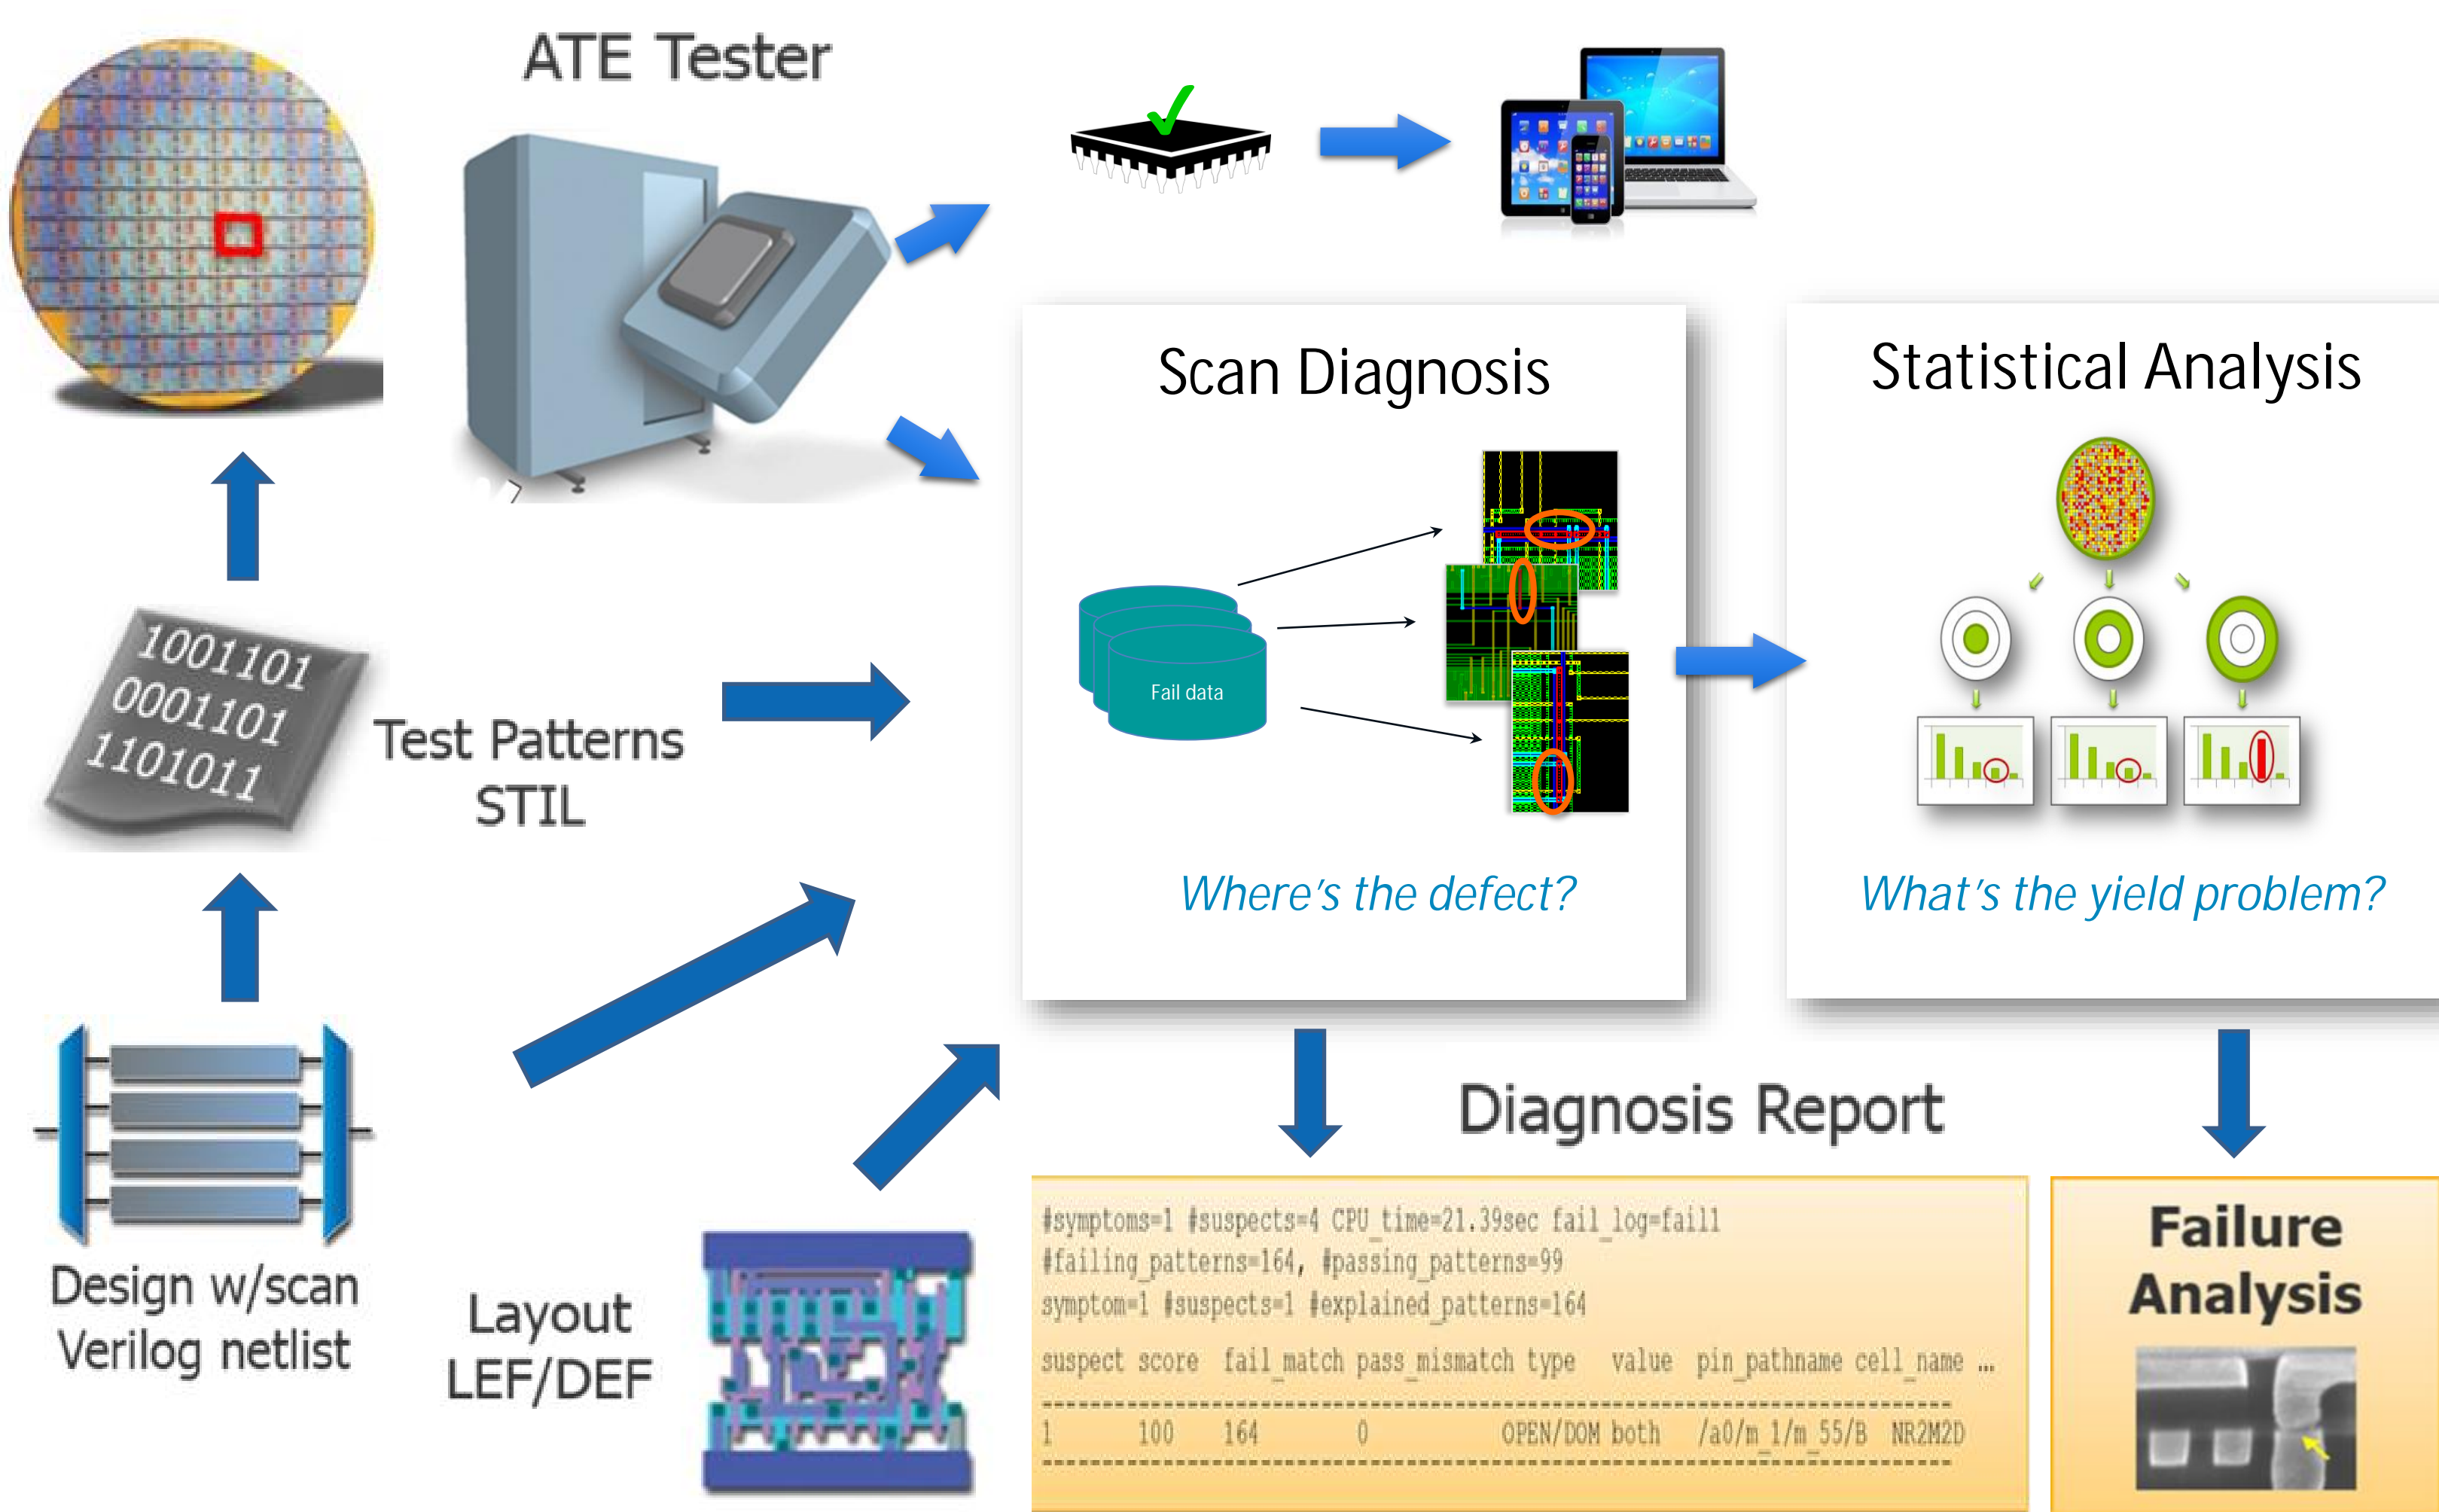 ATE Tester
Scan Diagnosis
Statistical Analysis
1001101
0001101
1101011
Test Patterns
STIL
Fail data
Where's the defect?
What's the yield problem?
Design w/scan
Verilog netlist
Layout
LEF/DEF
Diagnosis Report
#symptoms=1 #suspects=4 CPU_time=21.39sec fail_log=fail1
#failing_patterns=164, #passing_patterns=99
symptom=1 #suspects=1 #explained_patterns=164
suspect score fail_match pass_mismatch type value pin_pathname cell_name ...
--------------------------------------------------------------------------
1 100 164 0 OPEN/DOM both /a0/m_1/m_55/B NR2M2D
--------------------------------------------------------------------------
Failure
Analysis